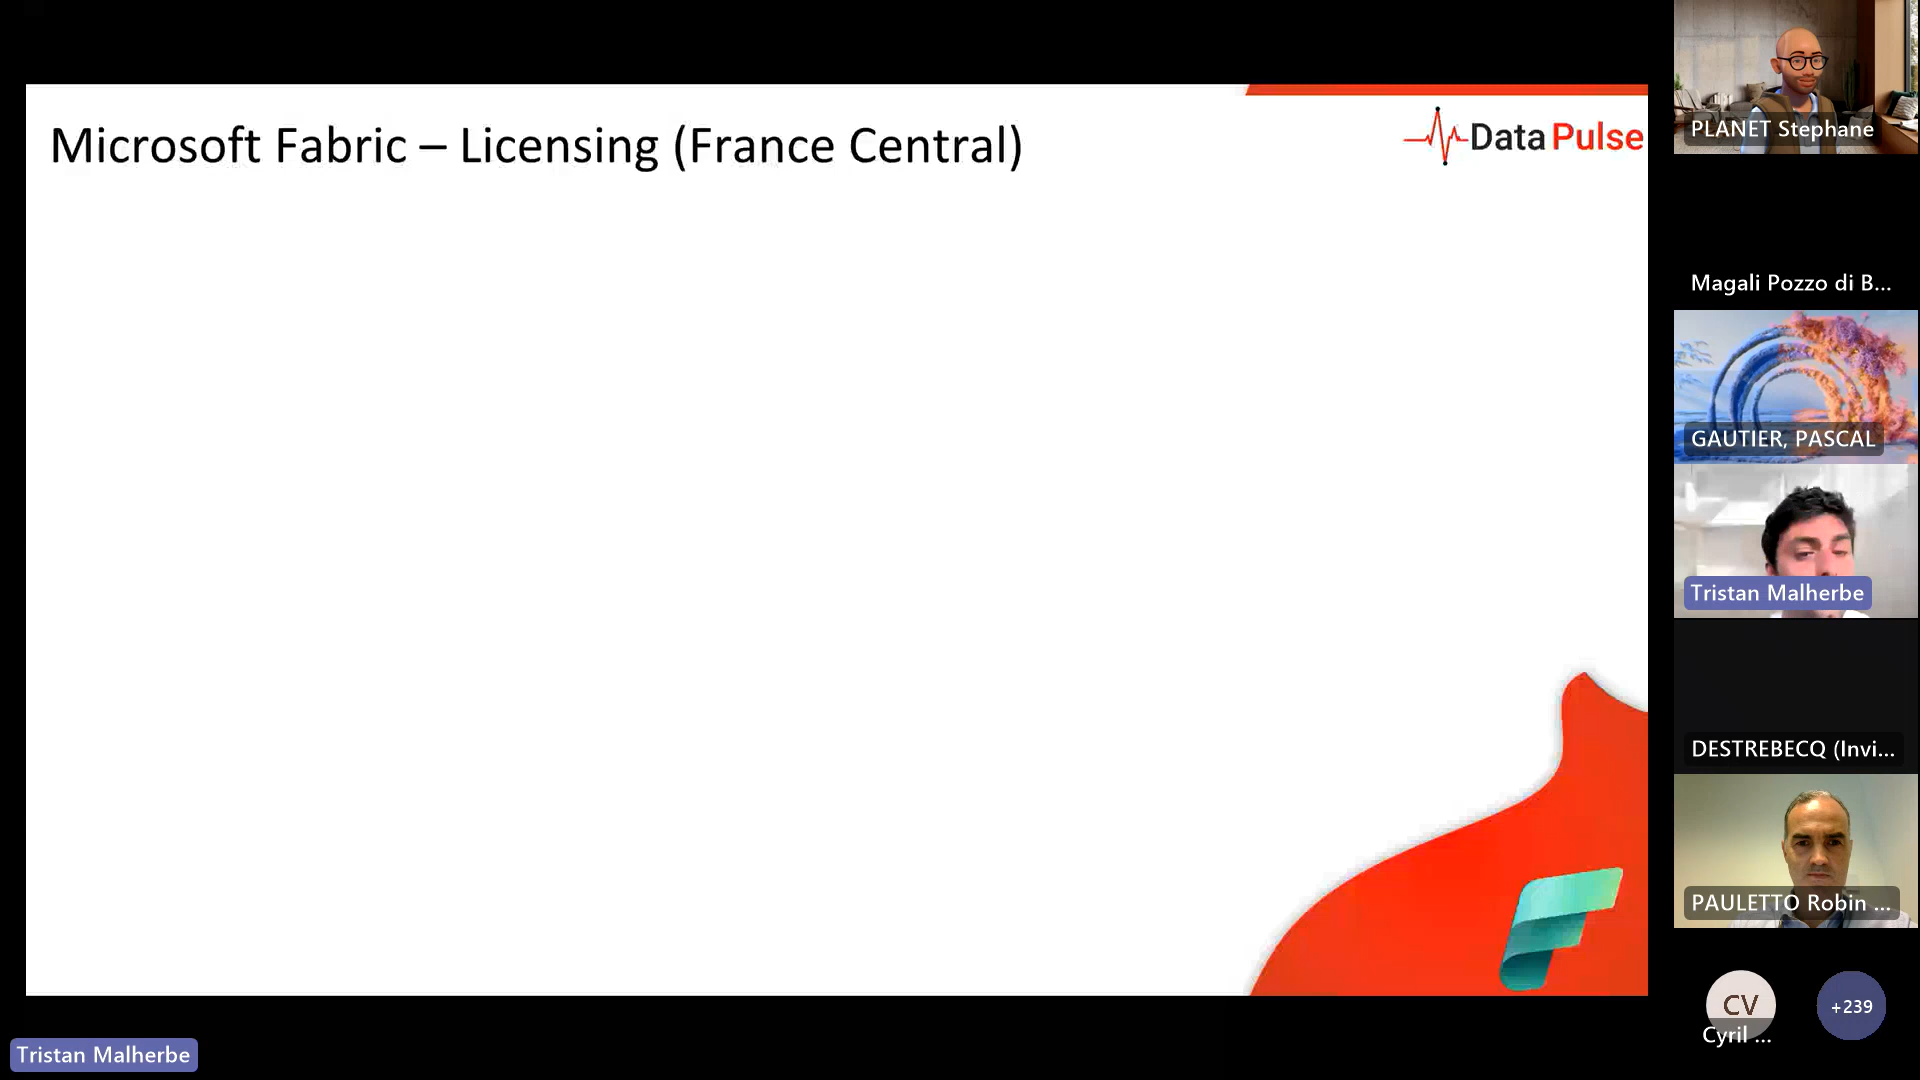 Microsoft Fabric – Licensing (France Central)
Data Pulse
PLANET Stephane
Magali Pozzo di B...
GAUTIER, PASCAL
Tristan Malherbe
DESTREBECQ (Invi...
PAULETTO Robin ...
CV
Cyril ...
+239
Tristan Malherbe